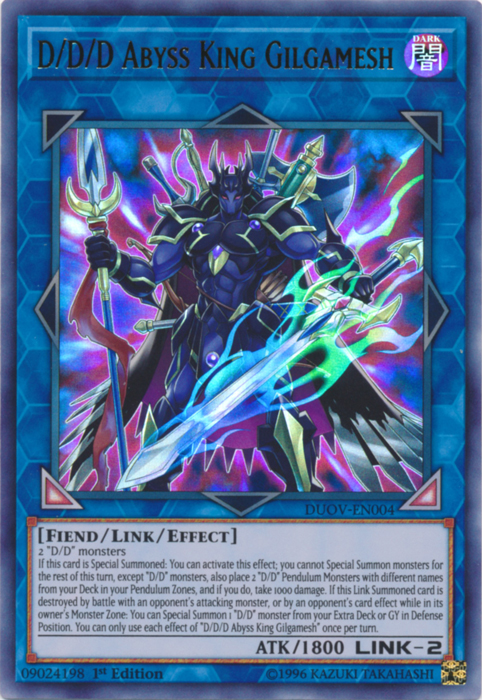 D/D/D ABYSS KING GILGAMESH
DARK
闇
DUOV-EN004
[FIEND/LINK/EFFECT]
2 "D/D" monsters
If this card is Special Summoned: You can activate this effect; you cannot Special Summon monsters
for the rest of this turn, except "D/D" monsters, also place 2 "D/D" Pendulum Monsters with different names
from your Deck in your Pendulum Zones, and if you do, take 1000 damage. If this Link Summoned card is
destroyed by battle with an opponent's attacking monster, or by an opponent's card effect while in its
owner's Monster Zone: You can Special Summon 1 "D/D" monster from your Extra Deck or GY in Defense
Position. You can only use each effect of "D/D/D Abyss King Gilgamesh" once per turn.
ATK/1800 LINK-2
09024198 1st Edition ©1996 KAZUKI TAKAHASHI